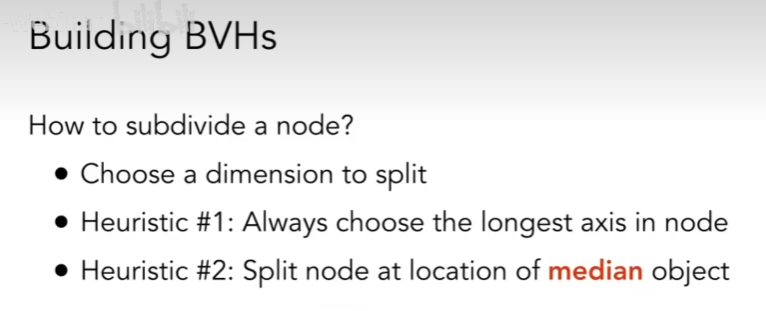 Building BVHs
How to subdivide a node?
● Choose a dimension to split
● Heuristic #1: Always choose the longest axis in node
● Heuristic #2: Split node at location of median object